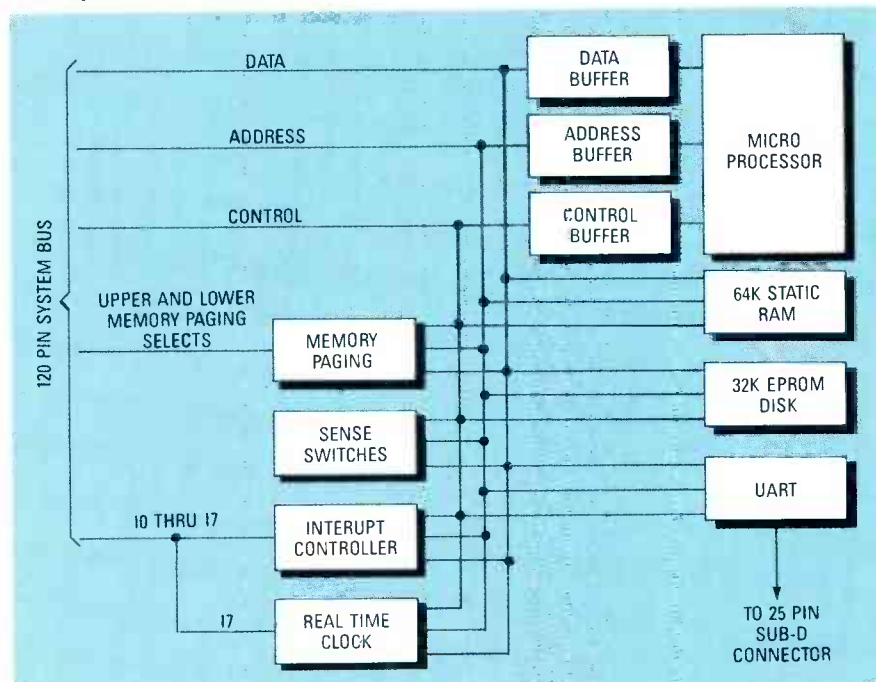 DATA
DATA
BUFFER
ADDRESS
ADDRESS
BUFFER
MICRO
PROCESSOR
CONTROL
CONTROL
BUFFER
120 PIN SYSTEM BUS
UPPER AND LOWER
MEMORY PAGING
SELECTS
MEMORY
PAGING
64K STATIC
RAM
SENSE
SWITCHES
32K EPROM
DISK
I0 THRU I7
INTERUPT
CONTROLLER
UART
I7
REAL TIME
CLOCK
TO 25 PIN
SUB-D
CONNECTOR